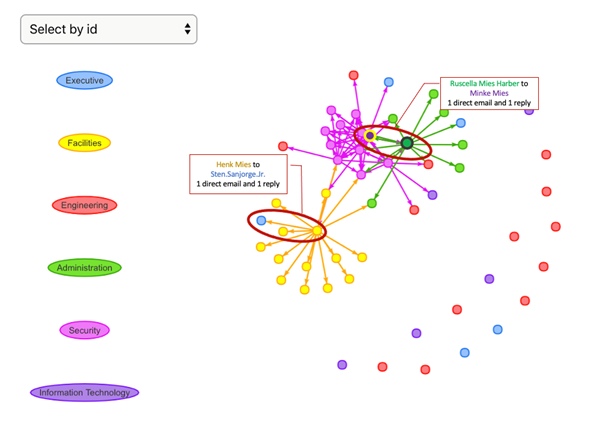 Select by id
Executive
Facilities
Engineering
Administration
Security
Information Technology
Ruscella Mies Harber to
Minke Mies
1 direct email and 1 reply
Henk Mies to
Sten.Sanjorge.Jr.
1 direct email and 1 reply